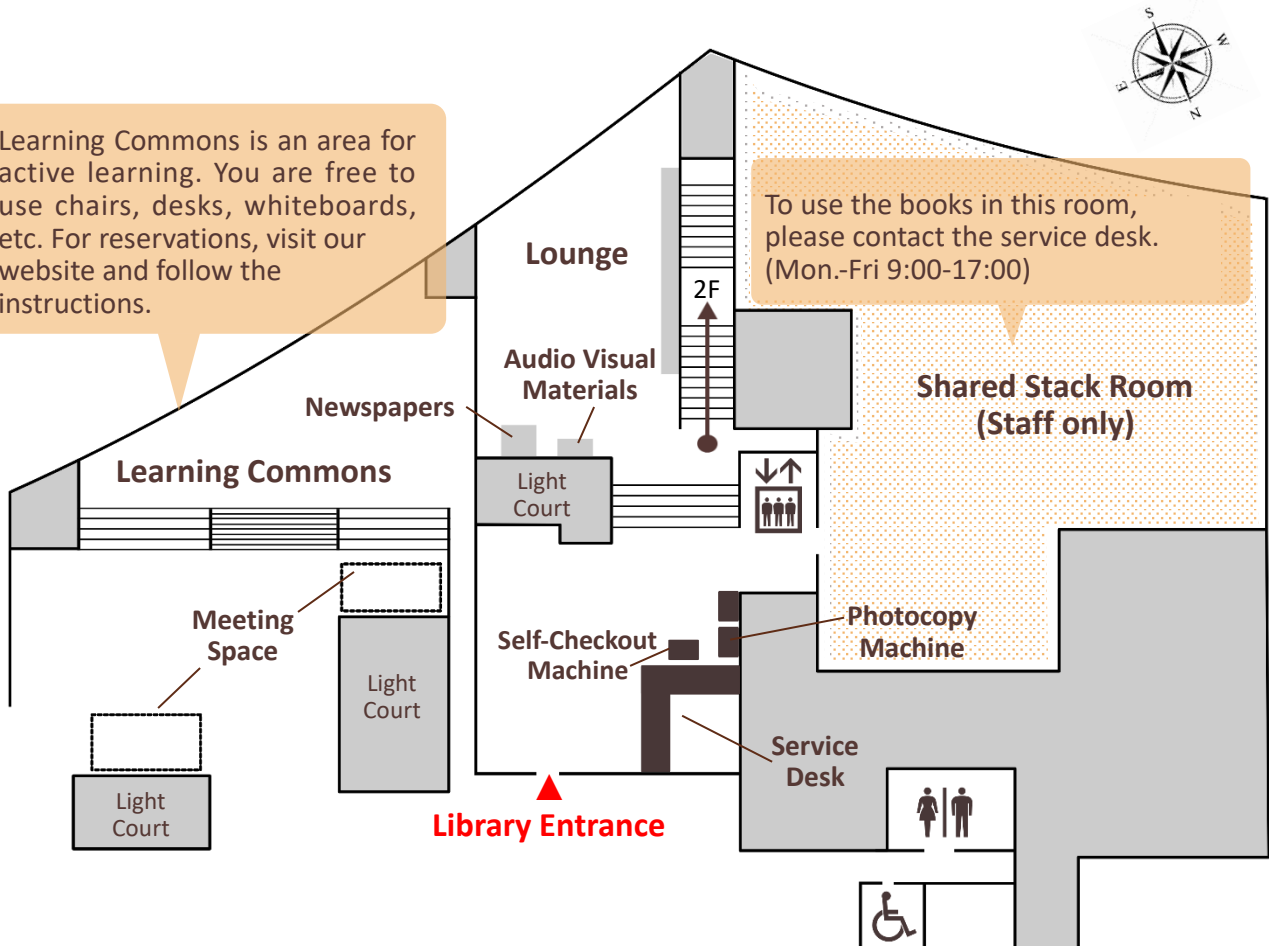 S
W
E
N
Learning Commons is an area for
active learning. You are free to
use chairs, desks, whiteboards,
etc. For reservations, visit our
website and follow the
instructions.
To use the books in this room,
please contact the service desk.
(Mon.-Fri 9:00-17:00)
Lounge
2F
Audio Visual
Materials
Newspapers
Shared Stack Room
(Staff only)
Learning Commons
Light
Court
Meeting
Space
Self-Checkout
Machine
Photocopy
Machine
Light
Court
Service
Desk
Light
Court
Library Entrance